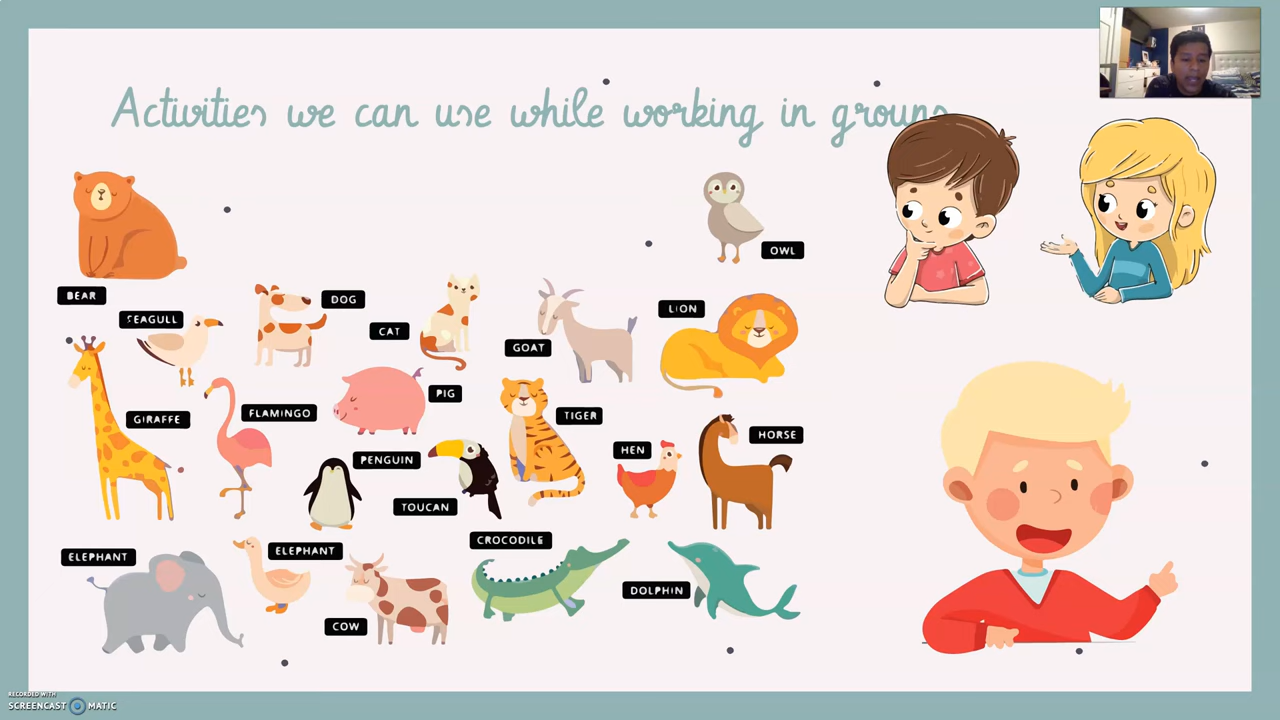 Activities we can use while working in groups
OWL
BEAR
DOG
SEAGULL
CAT
LION
GOAT
PIG
GIRAFFE
FLAMINGO
TIGER
HORSE
HEN
PENGUIN
TOUCAN
CROCODILE
ELEPHANT
ELEPHANT
DOLPHIN
COW
RECORDED WITH
SCREENCAST MATIC